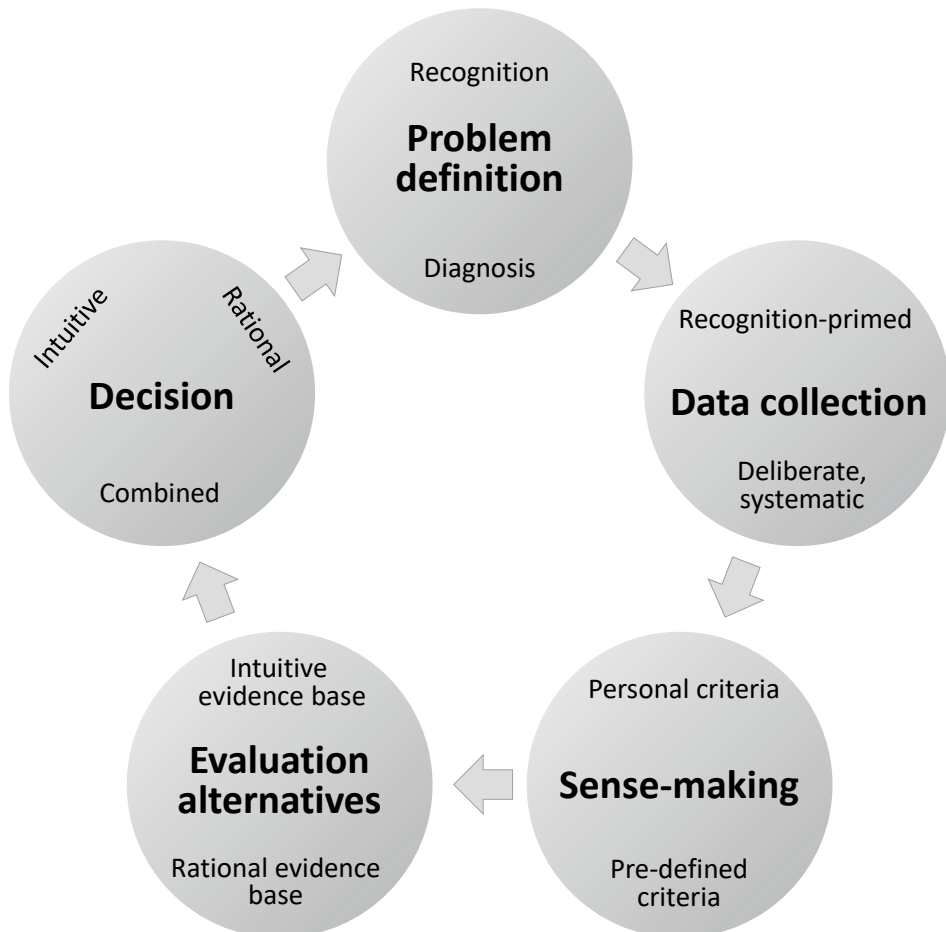 Recognition
Problem
definition
Diagnosis
Recognition-primed
Data collection
Deliberate,
systematic
Personal criteria
Sense-making
Pre-defined
criteria
Intuitive
evidence base
Evaluation
alternatives
Rational evidence
base
Intuitive
Rational
Decision
Combined